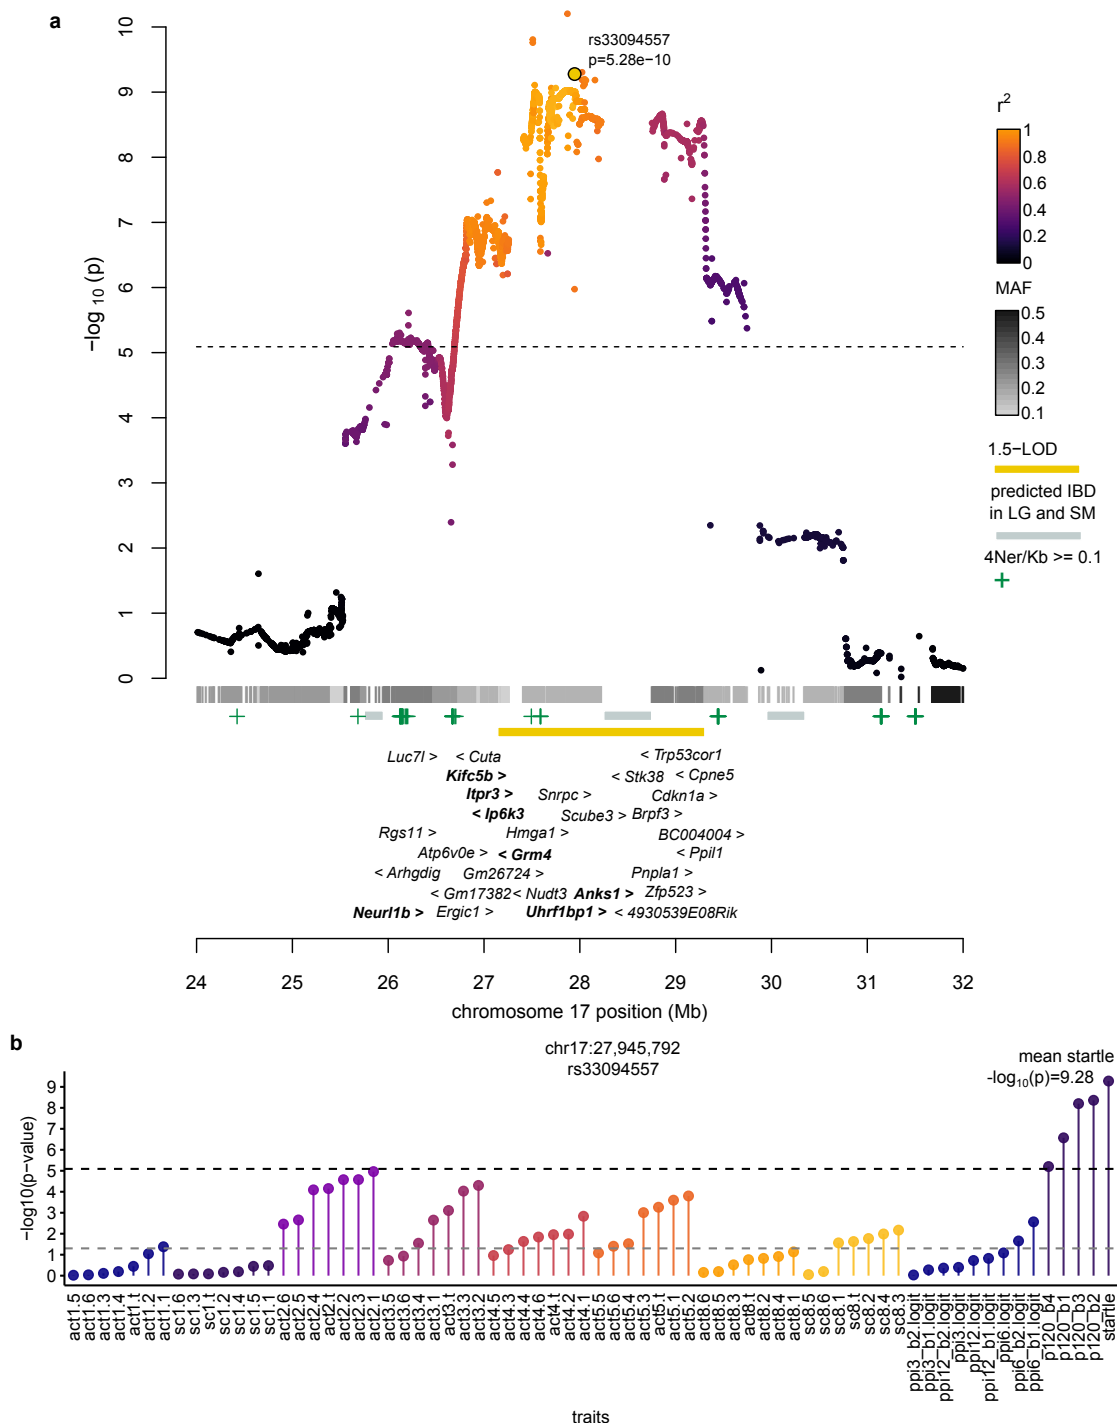 a
rs33094557
p=5.28e−10
−log 10 (p)
10
9
8
7
6
5
4
3
2
1
0
r2
1
0.8
0.6
0.4
0.2
0
MAF
0.5
0.4
0.3
0.2
0.1
1.5−LOD
predicted IBD
in LG and SM
4Ner/Kb >= 0.1
Luc7l > < Cuta < Trp53cor1
Kifc5b > < Stk38 < Cpne5
Itpr3 > Snrpc > Cdkn1a >
< Ip6k3 Scube3 > Brpf3 >
Rgs11 > Hmga1 > BC004004 >
Atp6v0e > < Grm4 < Ppil1
< Arhgdig Gm26724 > Pnpla1 >
< Gm17382 < Nudt3 Anks1 > Zfp523 >
Neurl1b > Ergic1 > Uhrf1bp1 > < 4930539E08Rik
24 25 26 27 28 29 30 31 32
chromosome 17 position (Mb)
b
chr17:27,945,792
rs33094557
mean startle
-log10(p)=9.28
−log10(p−value)
9
8
7
6
5
4
3
2
1
0
act1.5 act1.6 act1.3 act1.4 act1.t act1.2 act1.1 sc1.6 sc1.3 sc1.t sc1.2 sc1.4 sc1.5 sc1.1 act2.6 act2.5 act2.4 act2.t act2.2 act2.3 act2.1 act3.5 act3.6 act3.4 act3.1 act3.t act3.3 act3.2 act4.5 act4.3 act4.4 act4.6 act4.t act4.2 act4.1 act5.5 act5.6 act5.4 act5.3 act5.t act5.1 act5.2 act8.6 act8.5 act8.3 act8.t act8.2 act8.4 act8.1 sc8.5 sc8.6 sc8.1 sc8.t sc8.2 sc8.4 sc8.3 ppi3_b2.logit ppi3_b1.logit ppi12_b2.logit ppi3.logit ppi12.logit ppi12_b1.logit ppi6.logit ppi6_b2.logit ppi6_b1.logit p120_b4 p120_b1 p120_b3 p120_b2 startle
traits